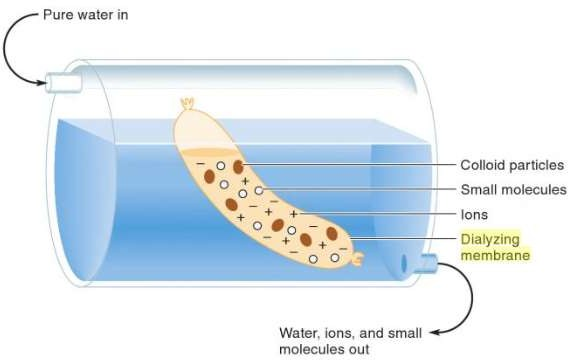 Pure water in
Colloid particles
Small molecules
Ions
Dialyzing
membrane
Water, ions, and small
molecules out